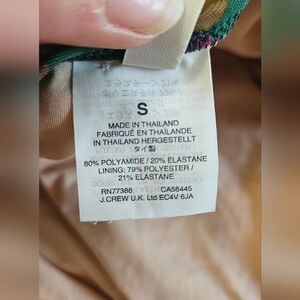 S
MADE IN THAILAND
FABRIQUÉ EN THAÏLANDE
IN THAILAND HERGESTELLT
タイ製
80% POLYAMIDE / 20% ELASTANE
LINING: 79% POLYESTER /
21% ELASTANE
RN77388 CA56445
J.CREW U.K. Ltd EC4V 6JA